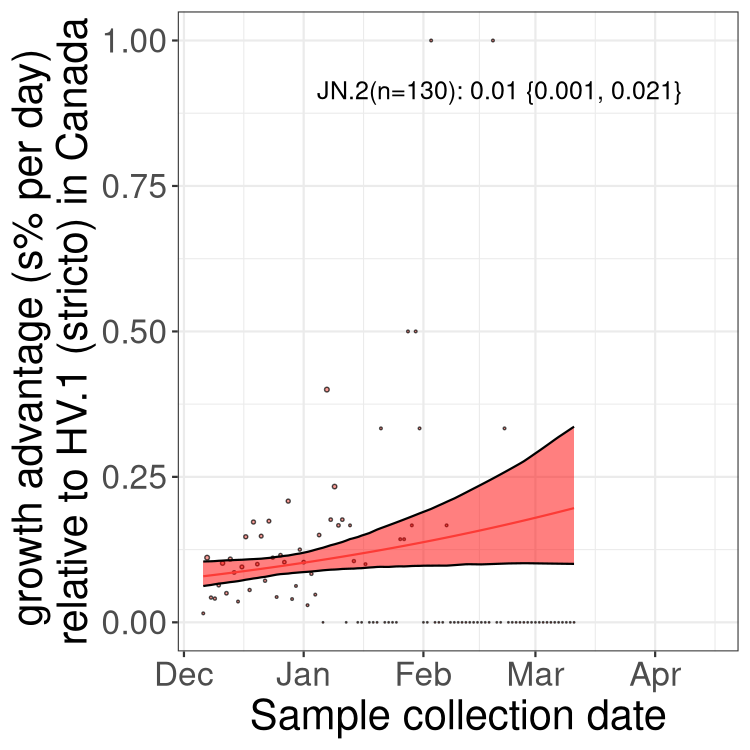 growth advantage (s% per day)
relative to HV.1 (stricto) in Canada
1.00
0.75
0.50
0.25
0.00
JN.2(n=130): 0.01 {0.001, 0.021}
Dec Jan Feb Mar Apr
Sample collection date